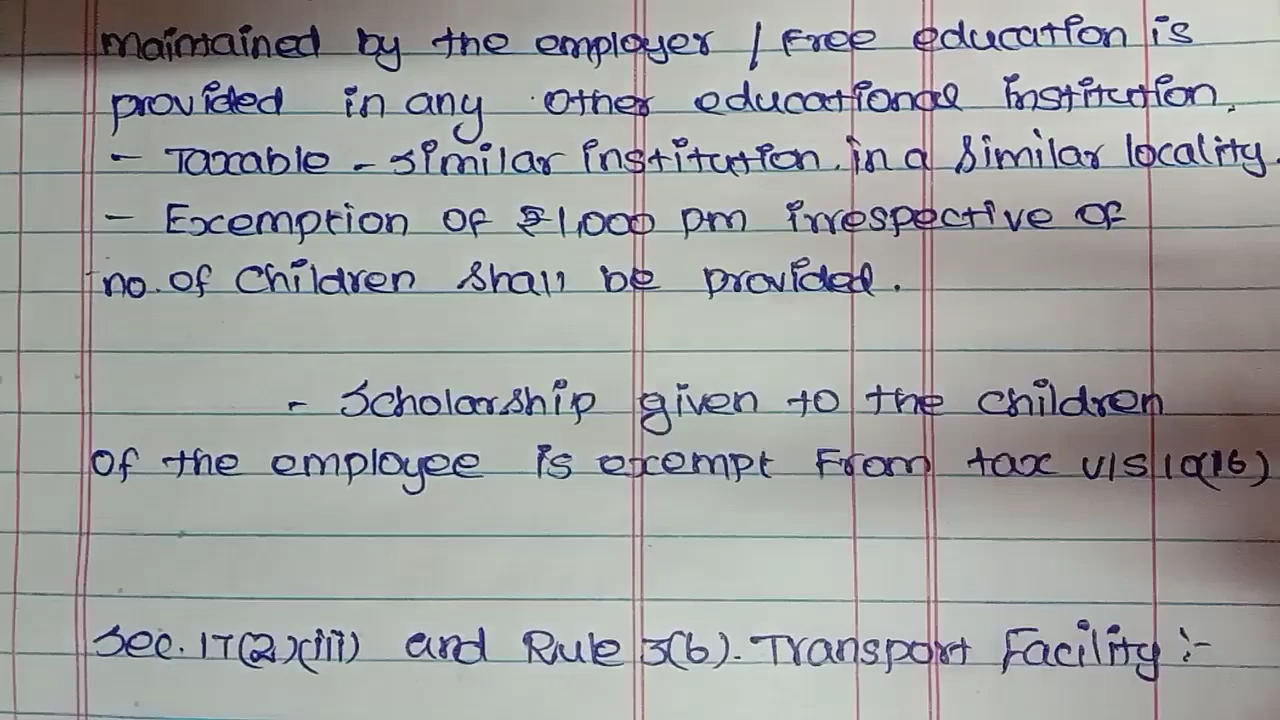 maintained by the employer / Free education is
provided in any other educational institution.
- Taxable - similar institution in a similar locality.
- Exemption of ₹1,000 pm irrespective of
no. of children shall be provided.
- Scholarship given to the children
of the employee is exempt from tax u/s 10(16)
Sec. 17(2)(iii) and Rule 3(6). Transport Facility :-